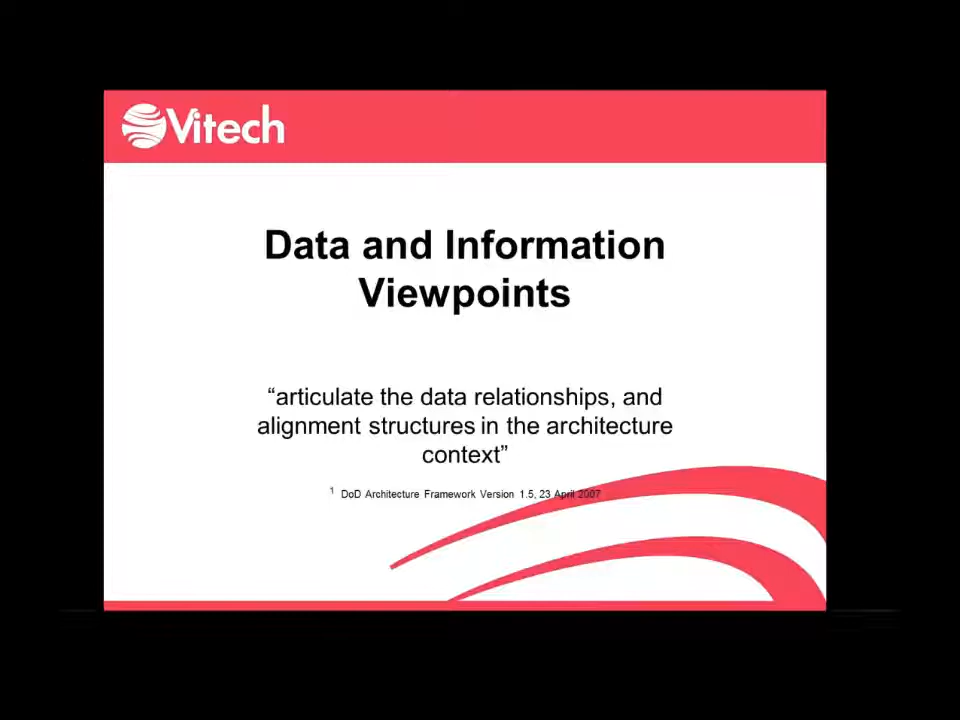 Vitech
Data and Information
Viewpoints
“articulate the data relationships, and
alignment structures in the architecture
context”
1 DoD Architecture Framework Version 1.5, 23 April 2007